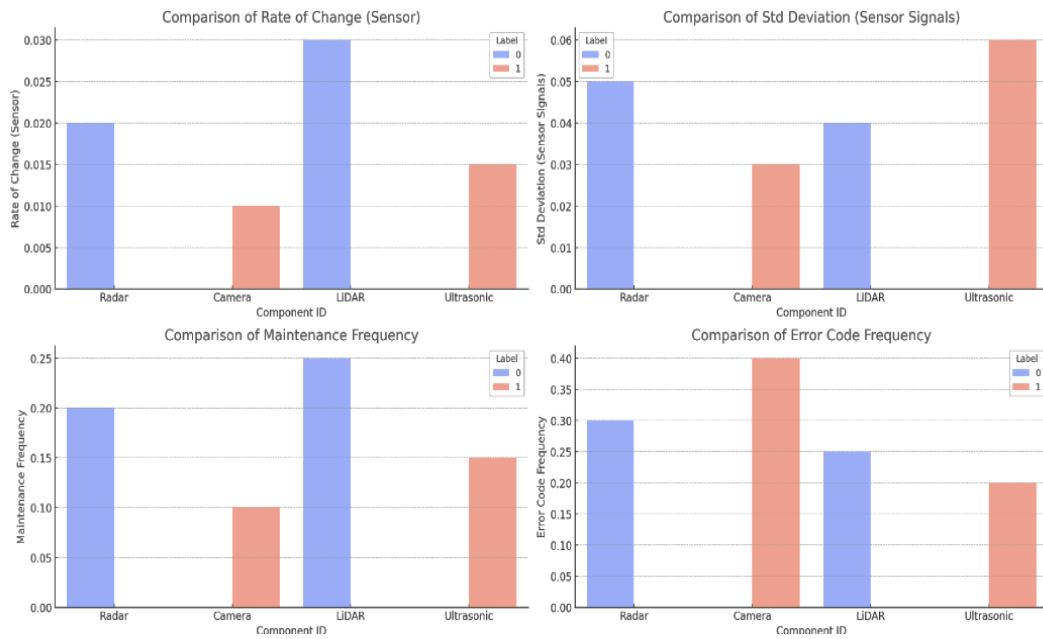 Comparison of Rate of Change (Sensor)
Rate of Change (Sensor)
0.030
0.025
0.020
0.015
0.010
0.005
0.000
Label
0
1
Radar
Camera
LiDAR
Ultrasonic
Component ID
Comparison of Std Deviation (Sensor Signals)
Std Deviation (Sensor Signals)
0.06
0.05
0.04
0.03
0.02
0.01
0.00
Label
0
1
Radar
Camera
LiDAR
Ultrasonic
Component ID
Comparison of Maintenance Frequency
Maintenance Frequency
0.25
0.20
0.15
0.10
0.05
0.00
Label
0
1
Radar
Camera
LiDAR
Ultrasonic
Component ID
Comparison of Error Code Frequency
Error Code Frequency
0.40
0.35
0.30
0.25
0.20
0.15
0.10
0.05
0.00
Label
0
1
Radar
Camera
LiDAR
Ultrasonic
Component ID